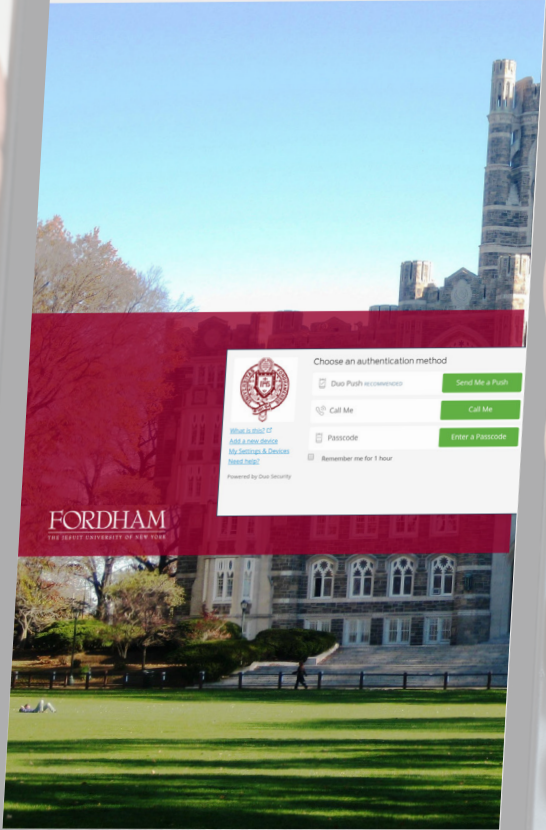 Choose an authentication method
Duo Push RECOMMENDED
Send Me a Push
Call Me
Call Me
Passcode
Enter a Passcode
Remember me for 1 hour
What is this?
Add a new device
My Settings & Devices
Need help?
Powered by Duo Security
FORDHAM
THE JESUIT UNIVERSITY OF NEW YORK